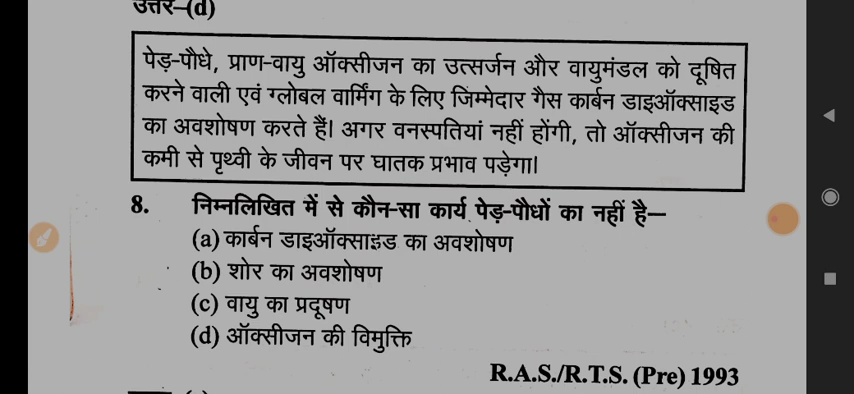 उत्तर–(d)
पेड़-पौधे, प्राण-वायु ऑक्सीजन का उत्सर्जन और वायुमंडल को दूषित
करने वाली एवं ग्लोबल वार्मिंग के लिए जिम्मेदार गैस कार्बन डाइऑक्साइड
का अवशोषण करते हैं। अगर वनस्पतियां नहीं होंगी, तो ऑक्सीजन की
कमी से पृथ्वी के जीवन पर घातक प्रभाव पड़ेगा।
8. निम्नलिखित में से कौन-सा कार्य पेड़-पौधों का नहीं है–
(a) कार्बन डाइऑक्साइड का अवशोषण
(b) शोर का अवशोषण
(c) वायु का प्रदूषण
(d) ऑक्सीजन की विमुक्ति
R.A.S./R.T.S. (Pre) 1993